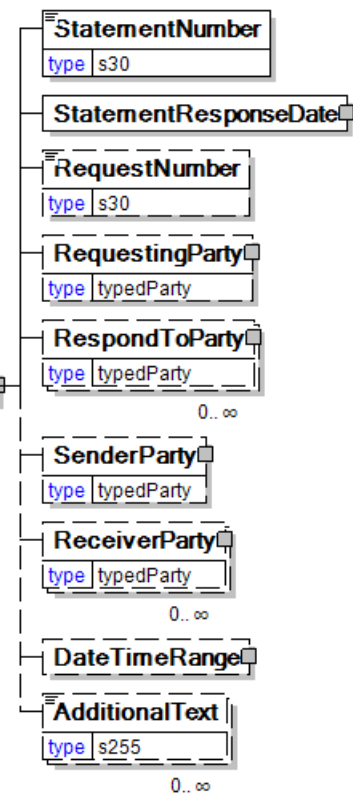 StatementNumber
type s30
StatementResponseDate
RequestNumber
type s30
RequestingParty
type typedParty
RespondToParty
type typedParty
0.. ∞
SenderParty
type typedParty
ReceiverParty
type typedParty
0.. ∞
DateTimeRange
AdditionalText
type s255
0.. ∞